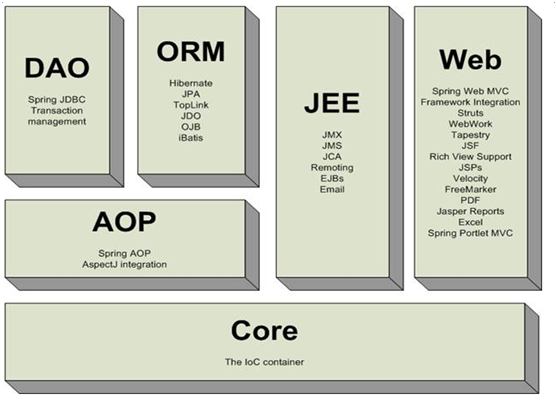 DAO
Spring JDBC
Transaction
management
ORM
Hibernate
JPA
TopLink
JDO
OJB
iBatis
JEE
JMX
JMS
JCA
Remoting
EJBs
Email
Web
Spring Web MVC
Framework Integration
Struts
WebWork
Tapestry
JSF
Rich View Support
JSPs
Velocity
FreeMarker
PDF
Jasper Reports
Excel
Spring Portlet MVC
AOP
Spring AOP
AspectJ integration
Core
The IoC container